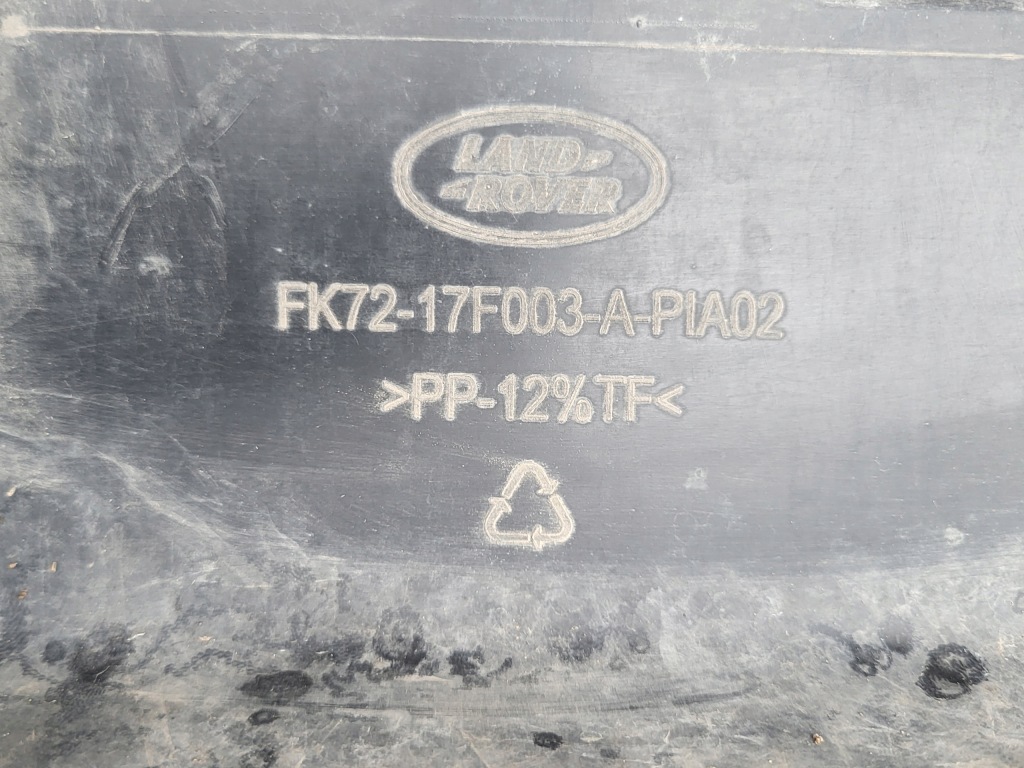 LAND-
-ROVER
FK72-17F003-A-PIA02
>PP-12%TF<